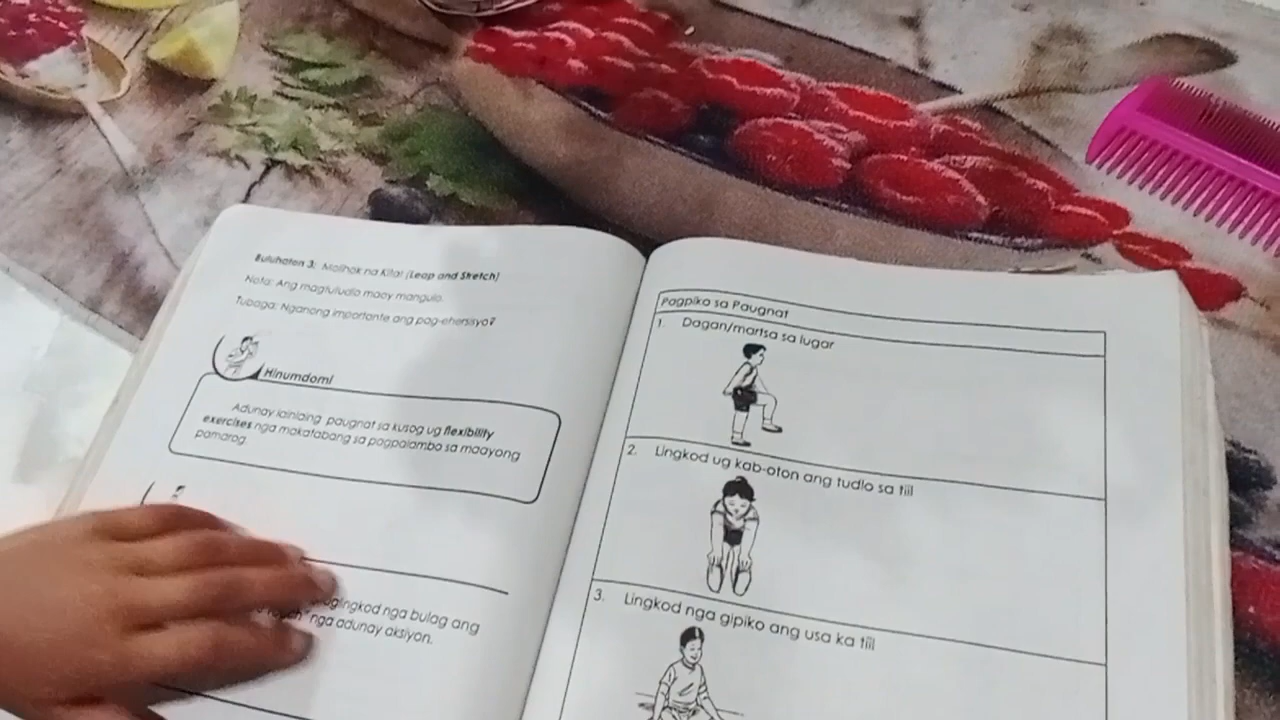 Buluhaton 3: Malihok na Kita! (Leap and Stretch)
Nota: Ang magtutudlo maoy mangulo.
Tubaga: Nganong importante ang pag-ehersisyo?
Hinumdomi
Adunay lainlaing paugnat sa kusog ug flexibility
exercises nga makatabang sa pagpalambo sa maayong
pamarog.
nga bulag ang
nga adunay aksiyon.
Pagpiko sa Paugnat
1. Dagan/martsa sa lugar
2. Lingkod ug kab-oton ang tudlo sa tiil
3. Lingkod nga gipiko ang usa ka tiil